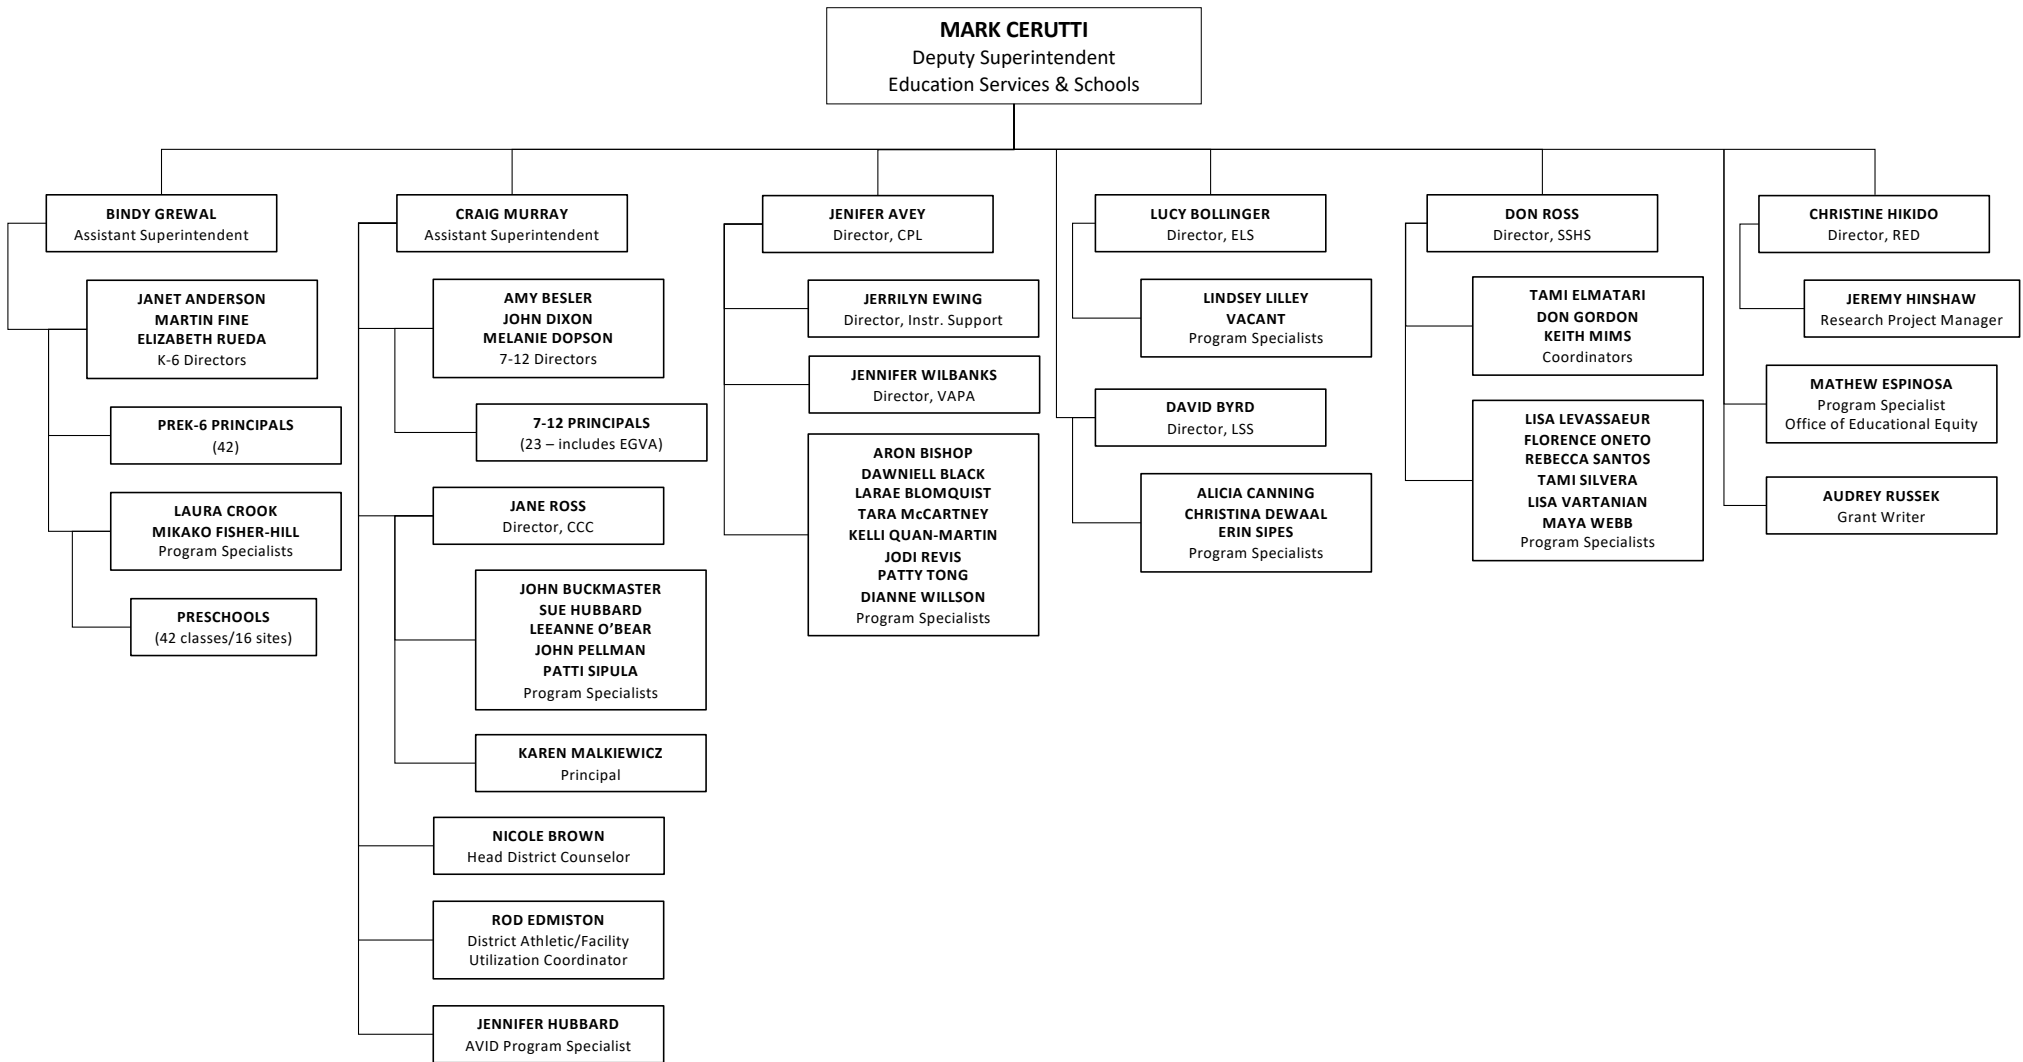 MARK CERUTTI
Deputy Superintendent
Education Services & Schools
BINDY GREWAL
Assistant Superintendent
JANET ANDERSON
MARTIN FINE
ELIZABETH RUEDA
K-6 Directors
PREK-6 PRINCIPALS
(42)
LAURA CROOK
MIKAKO FISHER-HILL
Program Specialists
PRESCHOOLS
(42 classes/16 sites)
CRAIG MURRAY
Assistant Superintendent
AMY BESLER
JOHN DIXON
MELANIE DOPSON
7-12 Directors
7-12 PRINCIPALS
(23 – includes EGVA)
JANE ROSS
Director, CCC
JOHN BUCKMASTER
SUE HUBBARD
LEEANNE O’BEAR
JOHN PELLMAN
PATTI SIPULA
Program Specialists
KAREN MALKIEWICZ
Principal
NICOLE BROWN
Head District Counselor
ROD EDMISTON
District Athletic/Facility
Utilization Coordinator
JENNIFER HUBBARD
AVID Program Specialist
JENIFER AVEY
Director, CPL
JERRILYN EWING
Director, Instr. Support
JENNIFER WILBANKS
Director, VAPA
ARON BISHOP
DAWNIELL BLACK
LARAE BLOMQUIST
TARA McCARTNEY
KELLI QUAN-MARTIN
JODI REVIS
PATTY TONG
DIANNE WILLSON
Program Specialists
LUCY BOLLINGER
Director, ELS
LINDSEY LILLEY
VACANT
Program Specialists
DAVID BYRD
Director, LSS
ALICIA CANNING
CHRISTINA DEWAAL
ERIN SIPES
Program Specialists
DON ROSS
Director, SSHS
TAMI ELMATARI
DON GORDON
KEITH MIMS
Coordinators
LISA LEVASSAEUR
FLORENCE ONETO
REBECCA SANTOS
TAMI SILVERA
LISA VARTANIAN
MAYA WEBB
Program Specialists
CHRISTINE HIKIDO
Director, RED
JEREMY HINSHAW
Research Project Manager
MATHEW ESPINOSA
Program Specialist
Office of Educational Equity
AUDREY RUSSEK
Grant Writer